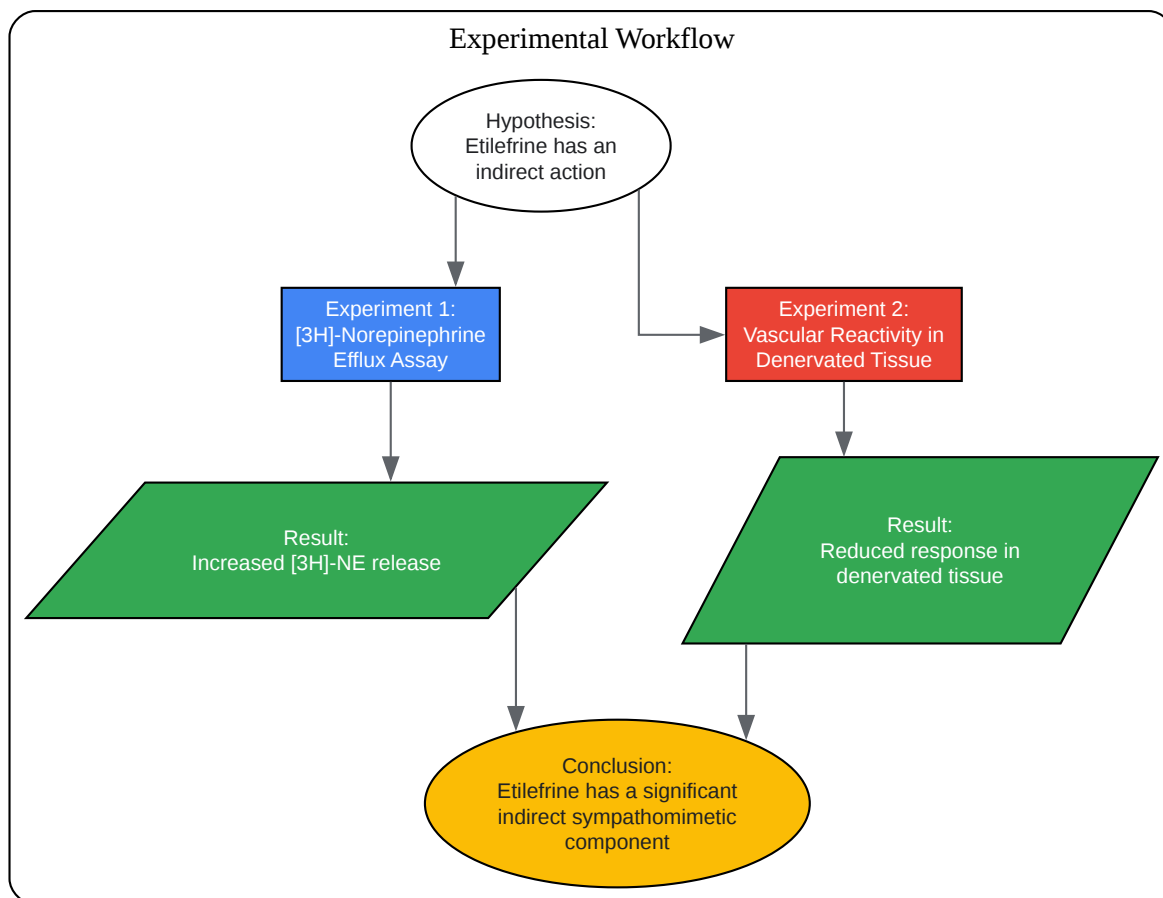 Experimental Workflow
Hypothesis:
Etilefrine has an
indirect action
Experiment 1:
[3H]-Norepinephrine
Efflux Assay
Experiment 2:
Vascular Reactivity in
Denervated Tissue
Result:
Increased [3H]-NE release
Result:
Reduced response in
denervated tissue
Conclusion:
Etilefrine has a significant
indirect sympathomimetic
component